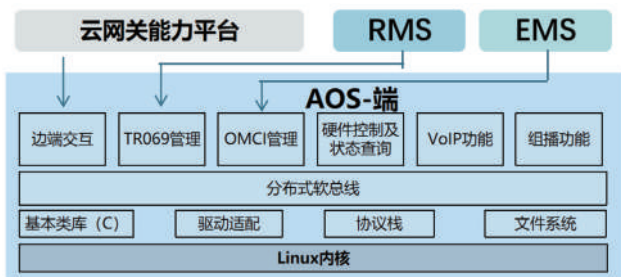 云网关能力平台
RMS
EMS
AOS-端
边端交互
TR069管理
OMCI管理
硬件控制及
状态查询
VoIP功能
组播功能
分布式软总线
基本类库（C）
驱动适配
协议栈
文件系统
Linux内核